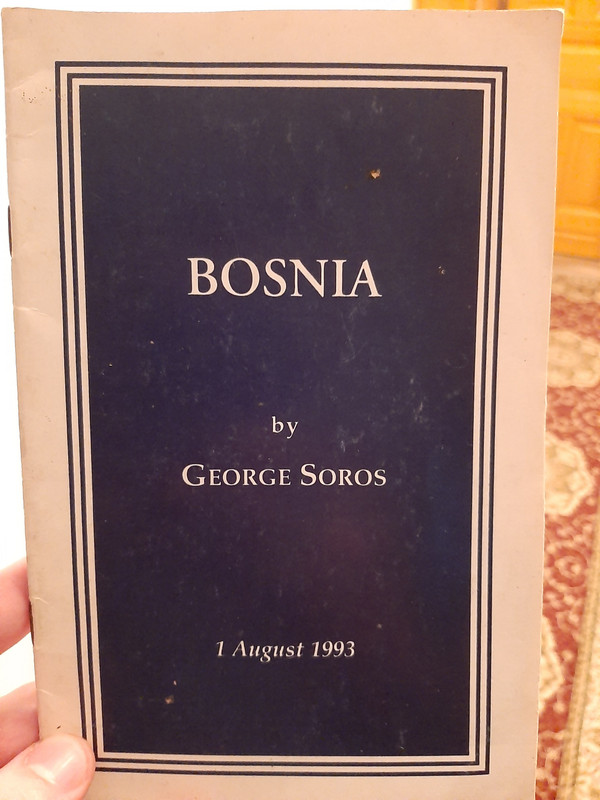 BOSNIA
by
GEORGE SOROS
1 August 1993